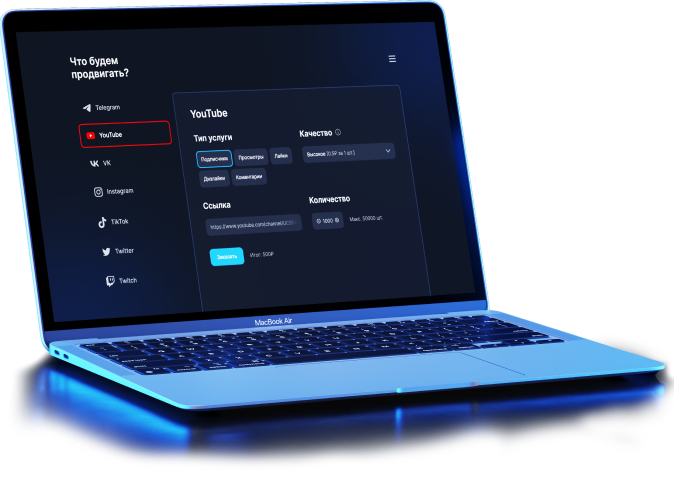 Что будем
продвигать?
Telegram
YouTube
VK
Instagram
TikTok
Twitter
Twitch
YouTube
Тип услуги
Подписчики Просмотры Лайки
Дизлайки Комментарии
Качество
Высокое (0.5₽ за 1 шт.)
Ссылка
https://www.youtube.com/channel/UC
Количество
1000 Макс. 50000 шт.
Заказать Итог: 500₽
MacBook Air